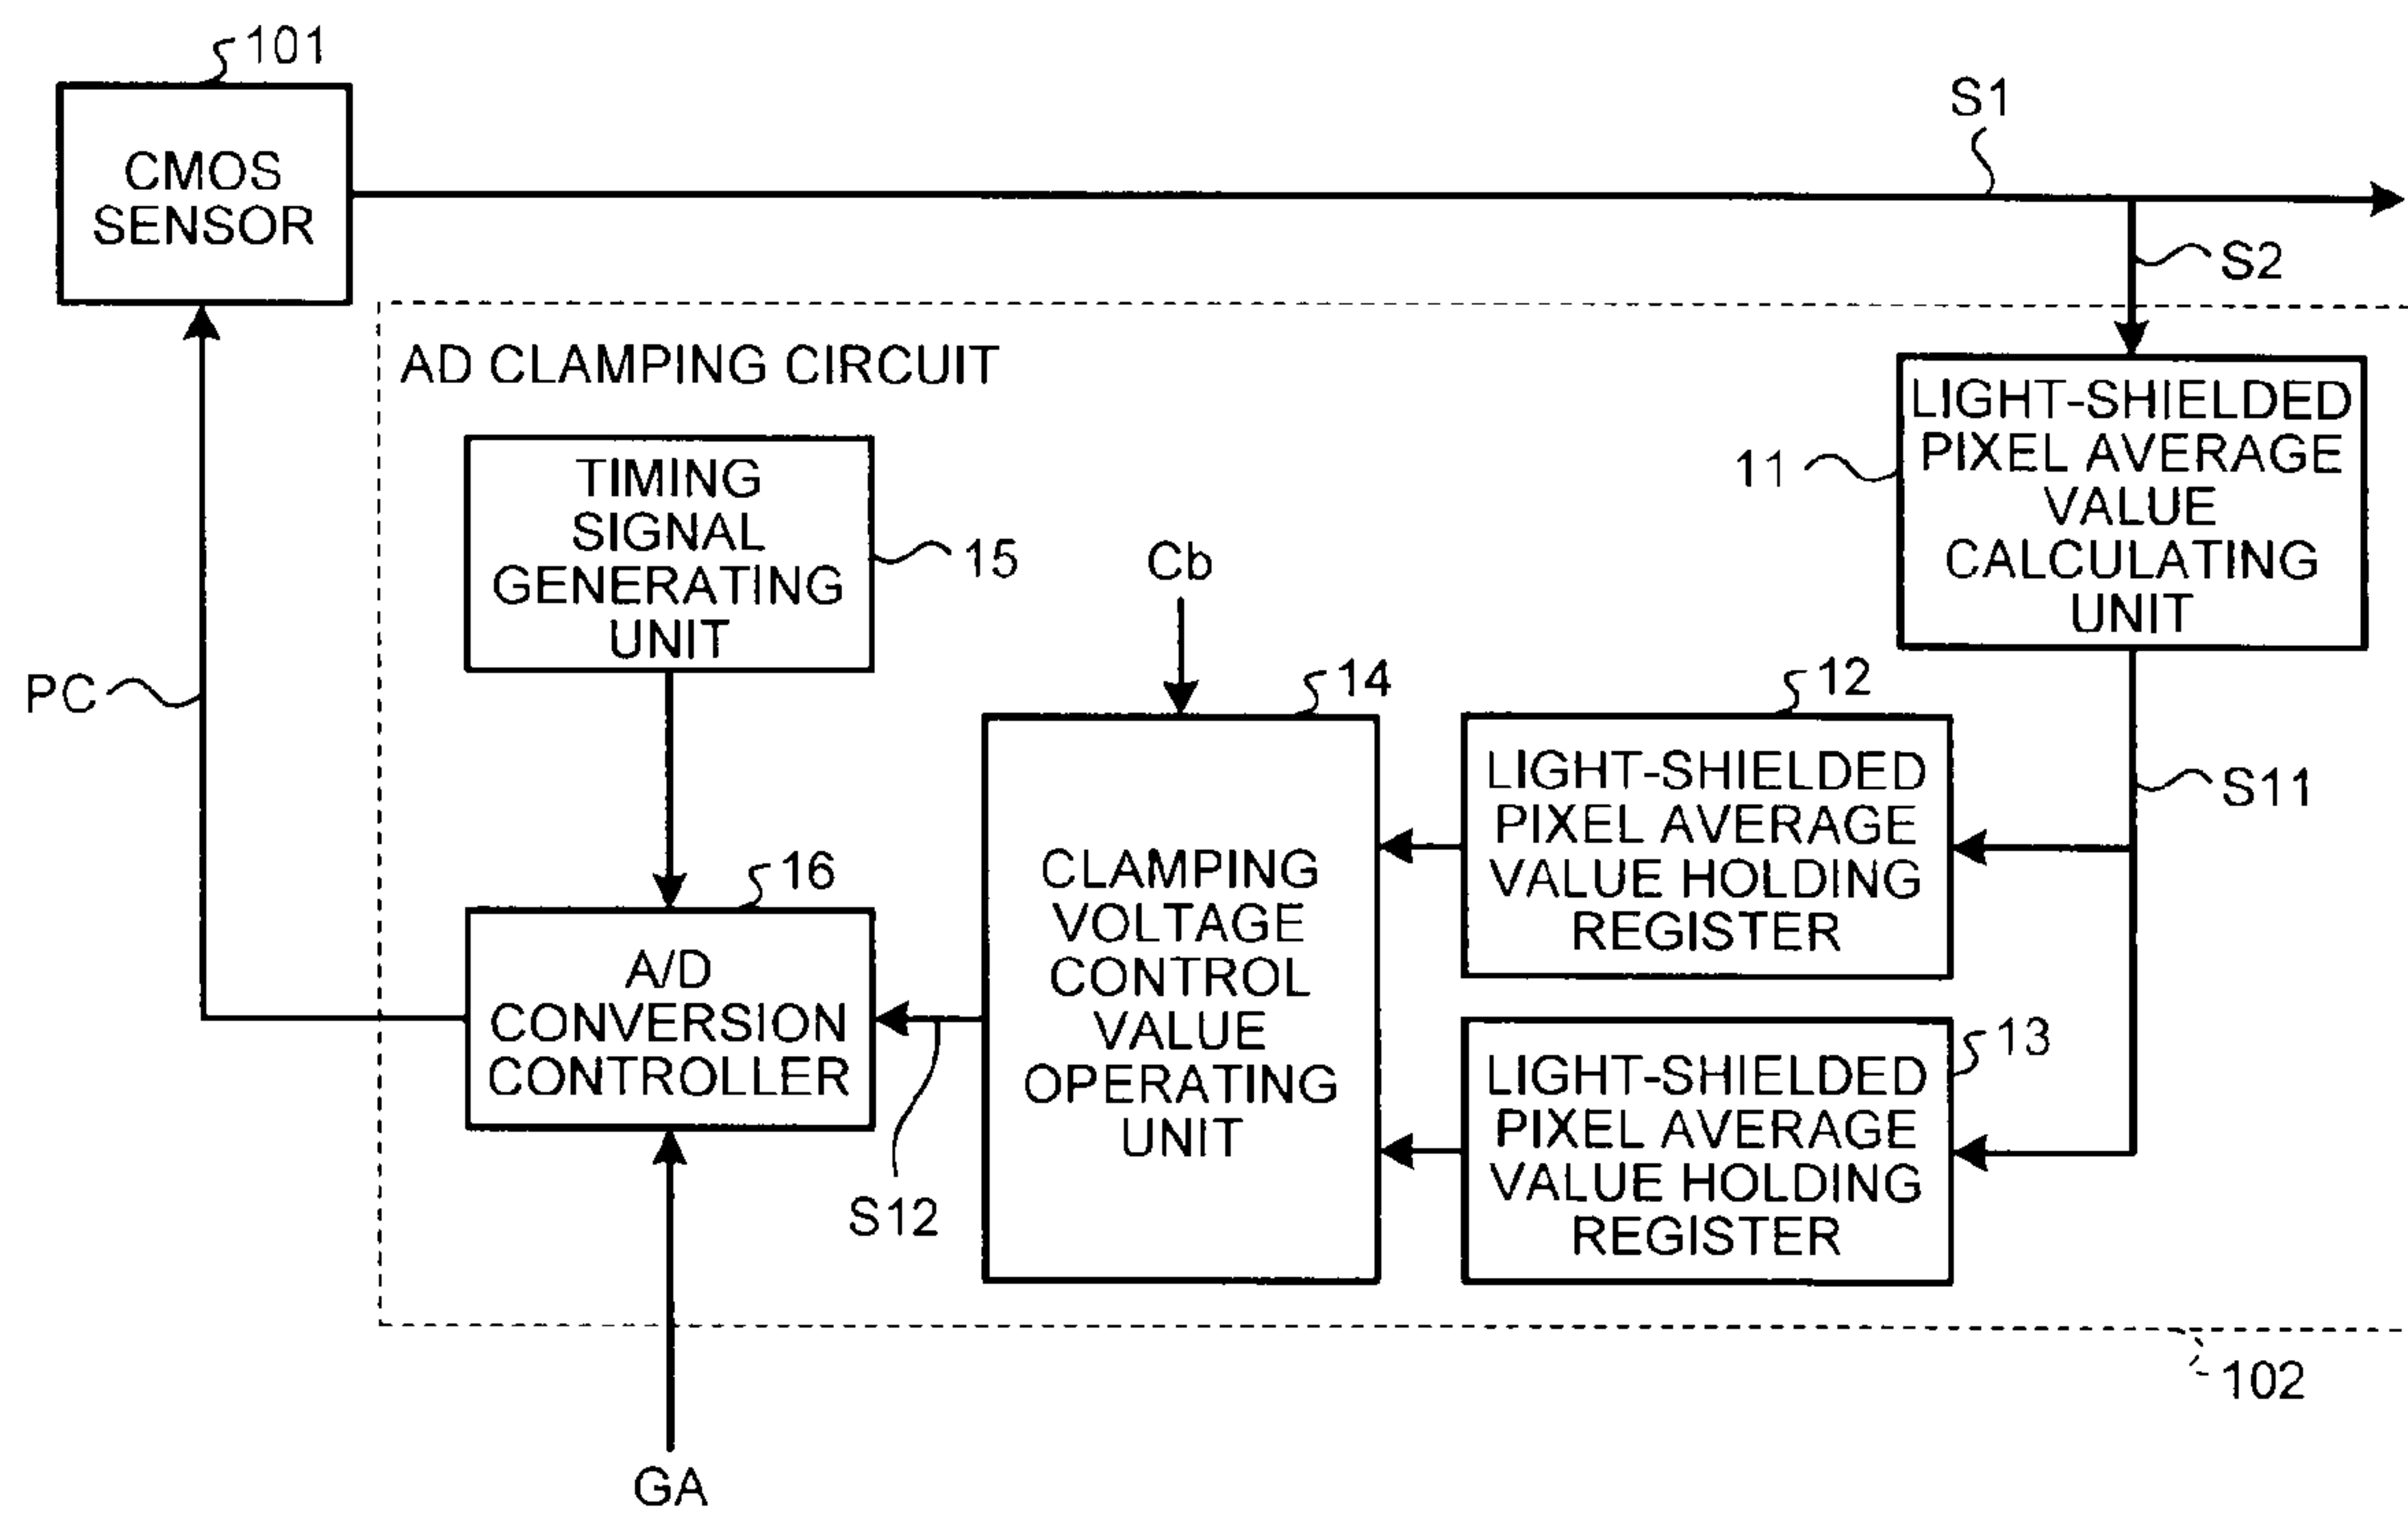 101
CMOS
SENSOR
S1
S2
AD CLAMPING CIRCUIT
LIGHT-SHIELDED
PIXEL AVERAGE
VALUE
CALCULATING
UNIT
11
TIMING
SIGNAL
GENERATING
UNIT
15
Cb
PC
14
12
S11
LIGHT-SHIELDED
PIXEL AVERAGE
VALUE HOLDING
REGISTER
CLAMPING
VOLTAGE
CONTROL
VALUE
OPERATING
UNIT
16
A/D
CONVERSION
CONTROLLER
13
LIGHT-SHIELDED
PIXEL AVERAGE
VALUE HOLDING
REGISTER
S12
102
GA